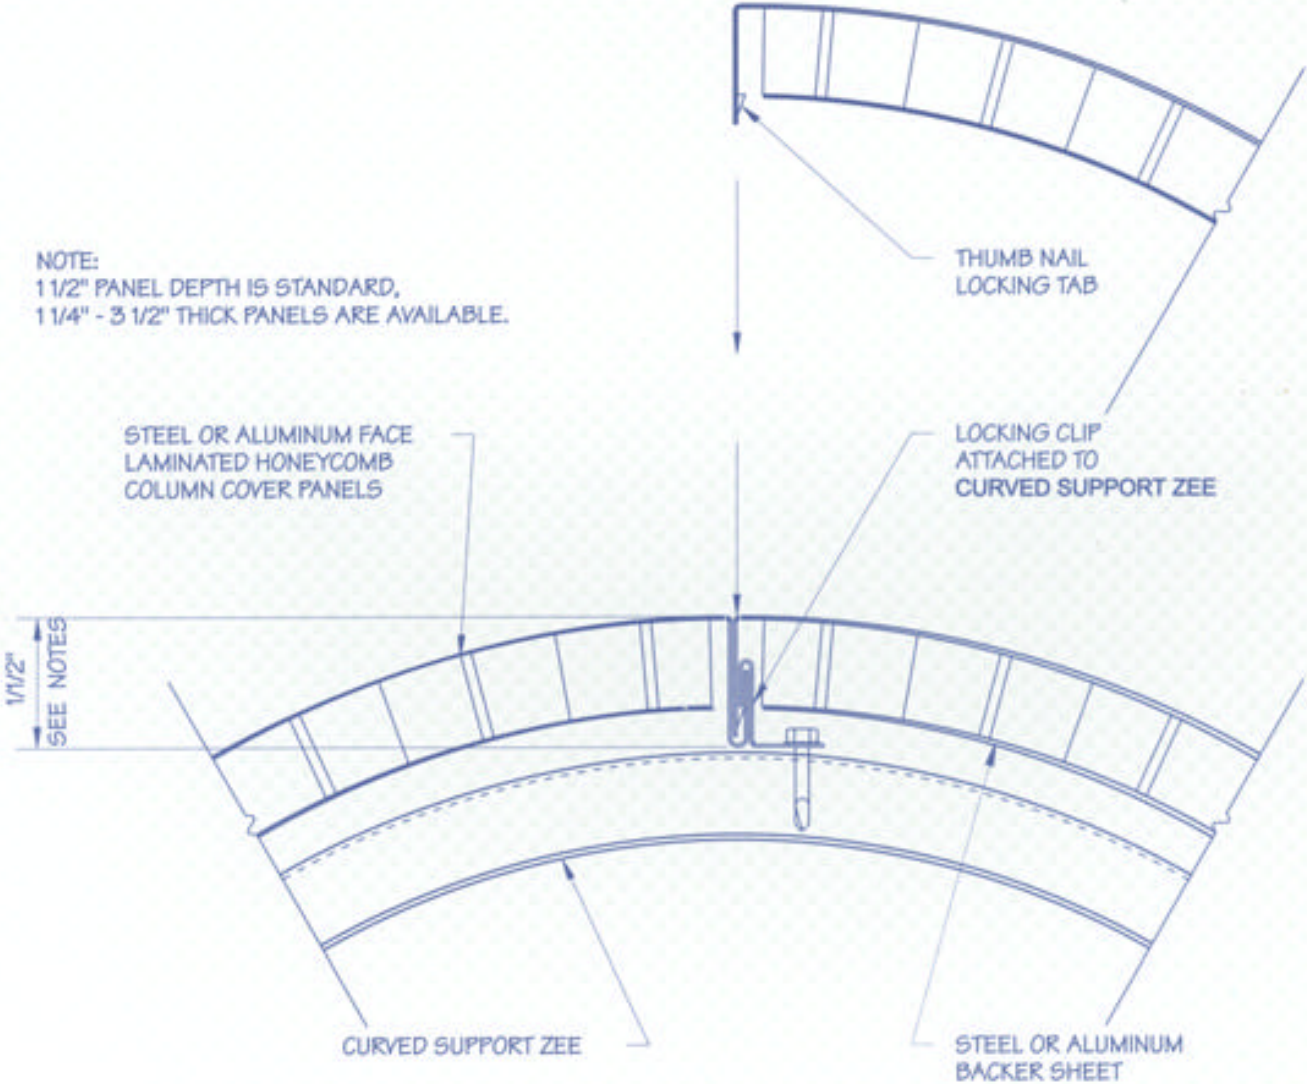 NOTE:
1 1/2" PANEL DEPTH IS STANDARD,
1 1/4" - 3 1/2" THICK PANELS ARE AVAILABLE.
THUMB NAIL
LOCKING TAB
STEEL OR ALUMINUM FACE
LAMINATED HONEYCOMB
COLUMN COVER PANELS
LOCKING CLIP
ATTACHED TO
CURVED SUPPORT ZEE
1/1/2"
SEE NOTES
CURVED SUPPORT ZEE
STEEL OR ALUMINUM
BACKER SHEET